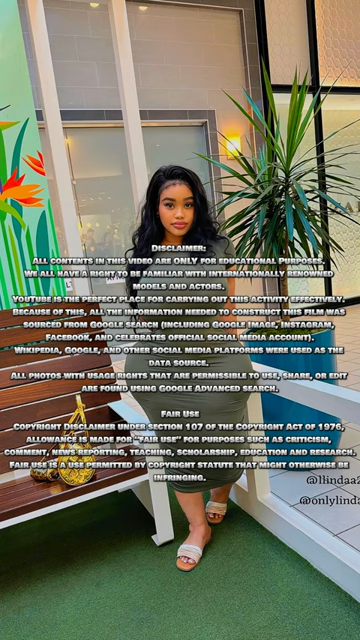 Disclaimer:
All contents in this video are ONLY for educational purposes.
We all have a right to be familiar with internationally renowned
models and actors.
YouTube is the perfect place for carrying out this activity effectively.
Because of this, all the information needed to construct this film was
sourced from Google search (including Google Image, Instagram,
Facebook, and celebrates official social media account).
Wikipedia, Google, and other social media platforms were used as the
data source.
All photos with usage rights that are permissible to use, share, or edit
are found using Google Advanced search.
Fair Use
Copyright Disclaimer under section 107 of the Copyright Act of 1976,
allowance is made for "fair use" for purposes such as criticism,
comment, news reporting, teaching, scholarship, education and research.
Fair use is a use permitted by copyright statute that might otherwise be
infringing.
@llindaa2
@onlylinda